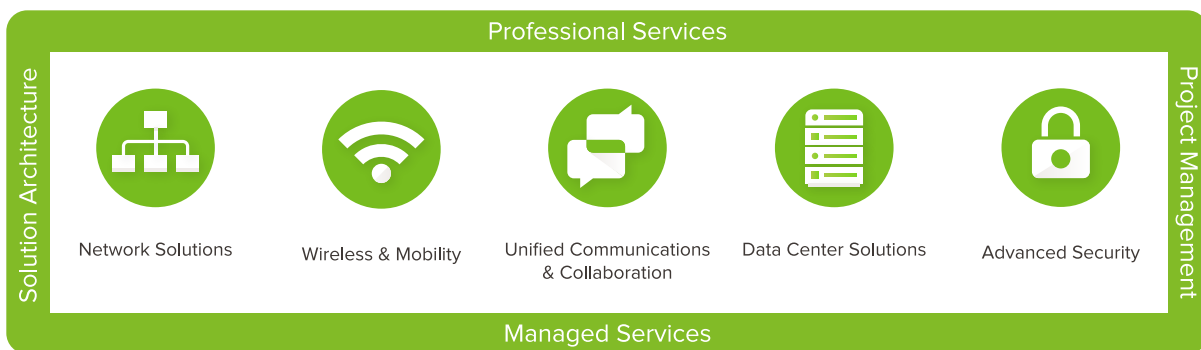 Professional Services
Solution Architecture
Project Management
Network Solutions
Wireless & Mobility
Unified Communications
& Collaboration
Data Center Solutions
Advanced Security
Managed Services